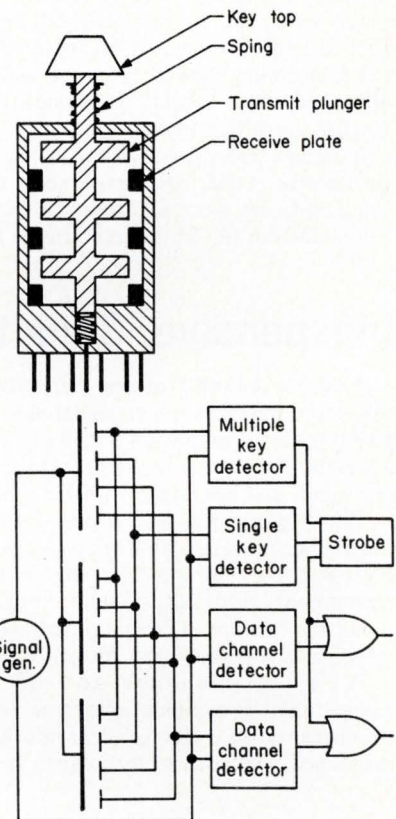 Key top
Sping
Transmit plunger
Receive plate
Multiple
key
detector
Single
key
detector
Strobe
Signal
gen.
Data
channel
detector
Data
channel
detector